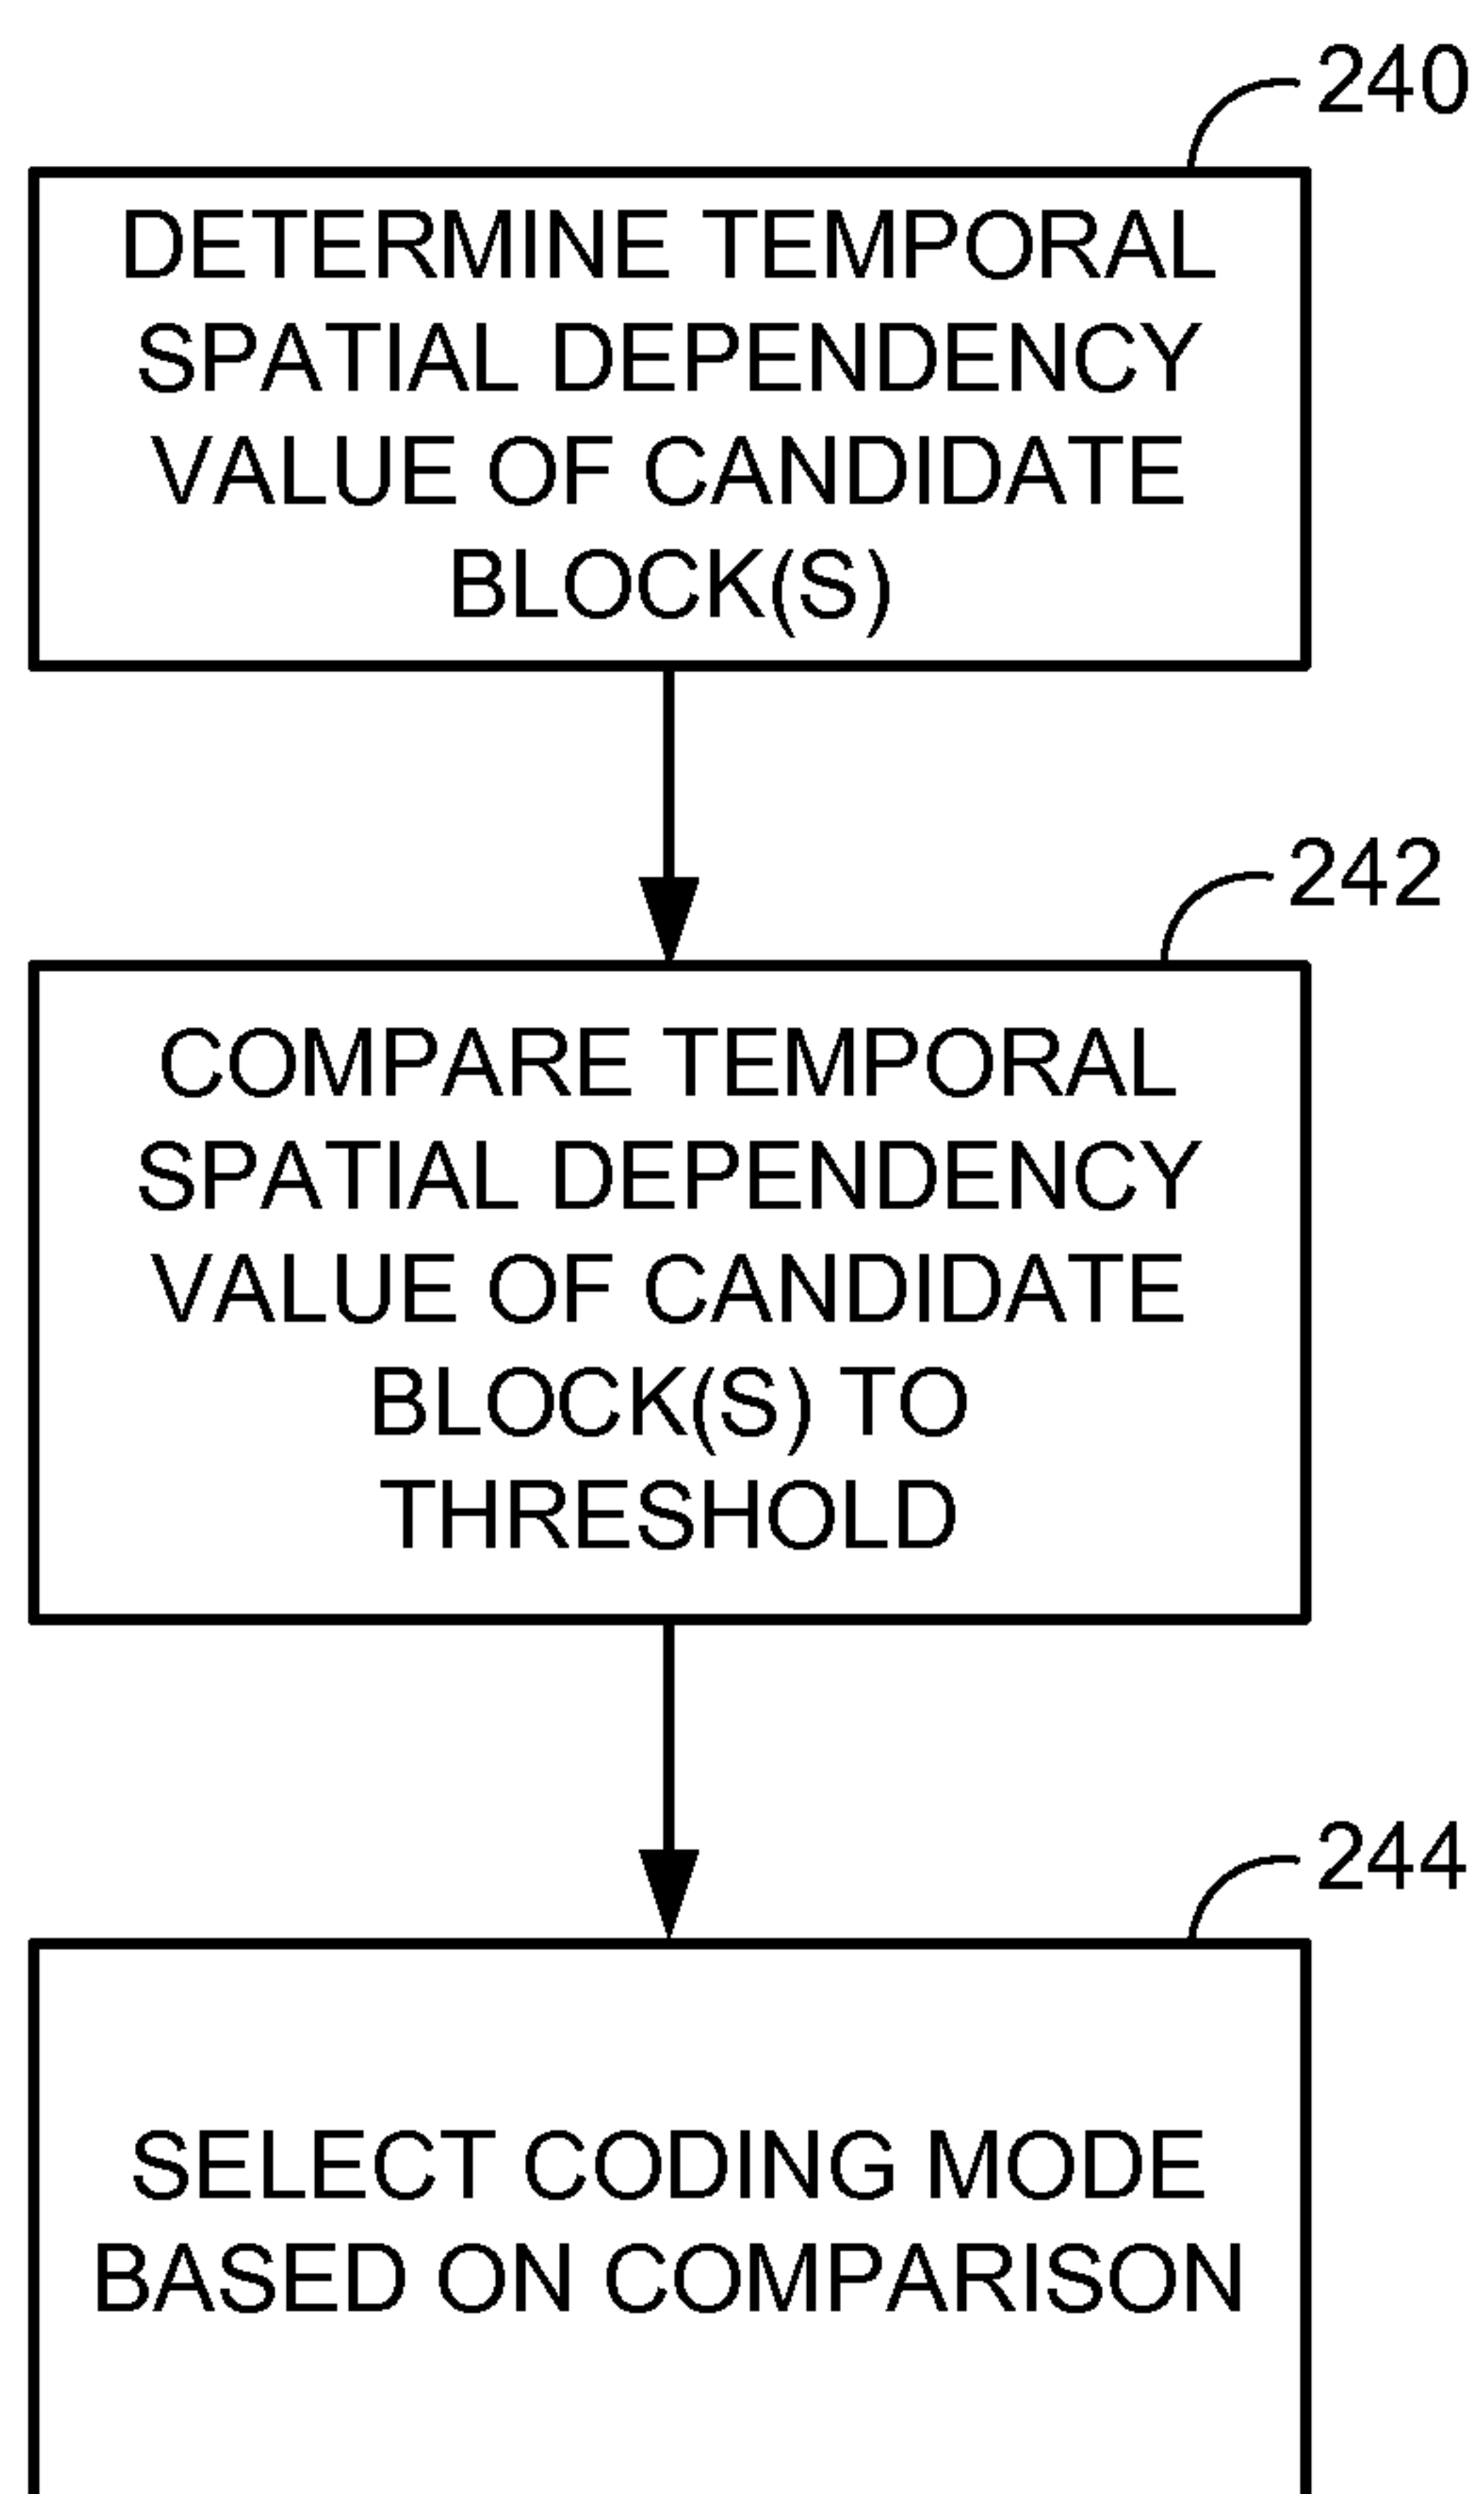 240
DETERMINE TEMPORAL
SPATIAL DEPENDENCY
VALUE OF CANDIDATE
BLOCK(S)
242
COMPARE TEMPORAL
SPATIAL DEPENDENCY
VALUE OF CANDIDATE
BLOCK(S) TO
THRESHOLD
244
SELECT CODING MODE
BASED ON COMPARISON